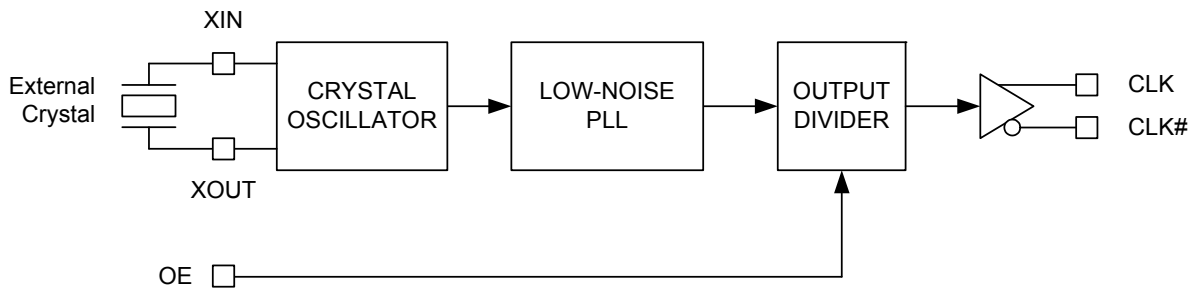 XIN
External
Crystal
CRYSTAL
OSCILLATOR
LOW-NOISE
PLL
OUTPUT
DIVIDER
CLK
CLK#
XOUT
OE